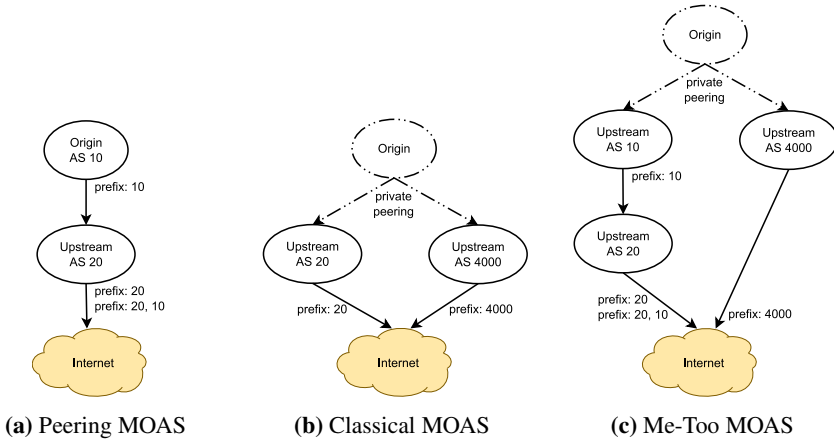 Origin
AS 10
prefix: 10
Upstream
AS 20
prefix: 20
prefix: 20, 10
Internet
(a) Peering MOAS
Origin
private
peering
Upstream
AS 20
Upstream
AS 4000
prefix: 20
prefix: 4000
Internet
(b) Classical MOAS
Origin
private
peering
Upstream
AS 10
Upstream
AS 4000
prefix: 10
Upstream
AS 20
prefix: 20
prefix: 20, 10
prefix: 4000
Internet
(c) Me-Too MOAS